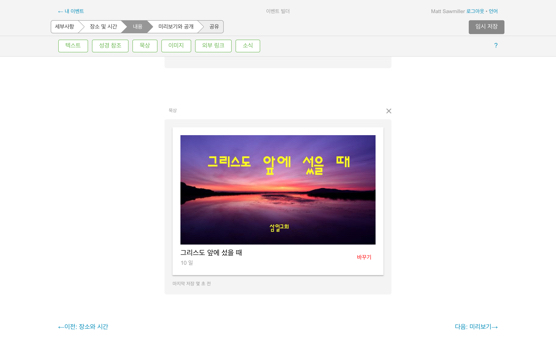 ← 내 이벤트
이벤트 빌더
Matt Sawmiller 로그아웃 – 언어
세부사항
장소 및 시간
내용
미리보기와 공개
공유
임시 저장
텍스트
성경 참조
묵상
이미지
외부 링크
소식
?
묵상
그리스도 앞에 섰을 때
삼일교회
그리스도 앞에 섰을 때
10 일
바꾸기
마지막 저장 몇 초 전
←이전: 장소와 시간
다음: 미리보기→